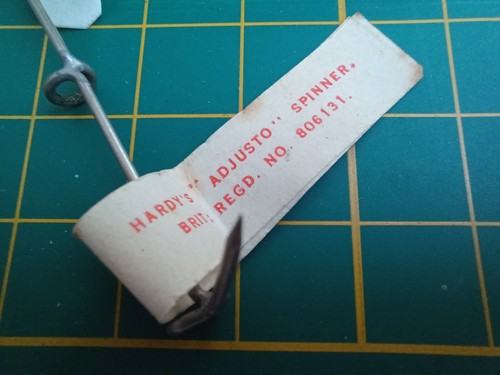 HARDY'S "ADJUSTO" SPINNER.
BRIT: REGD. NO. 806131.